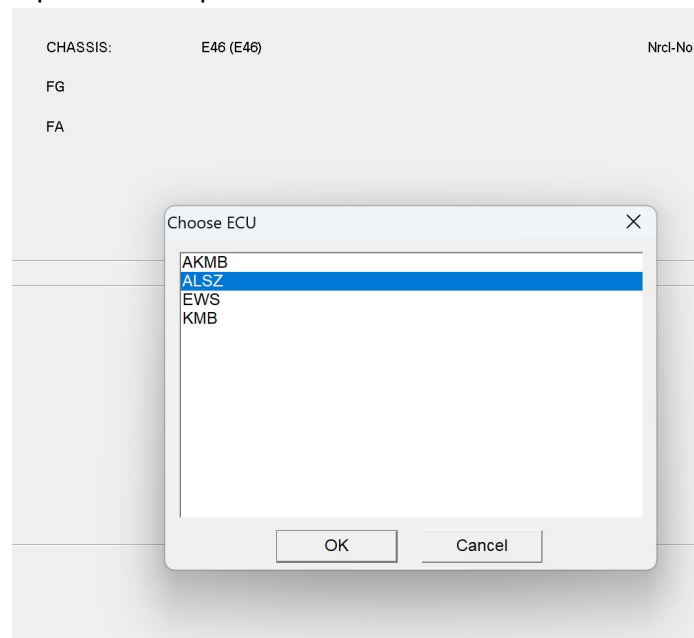 CHASSIS: E46 (E46) Nrcl-No
FG
FA
Choose ECU
AKMB
ALSZ
EWS
KMB
OK Cancel